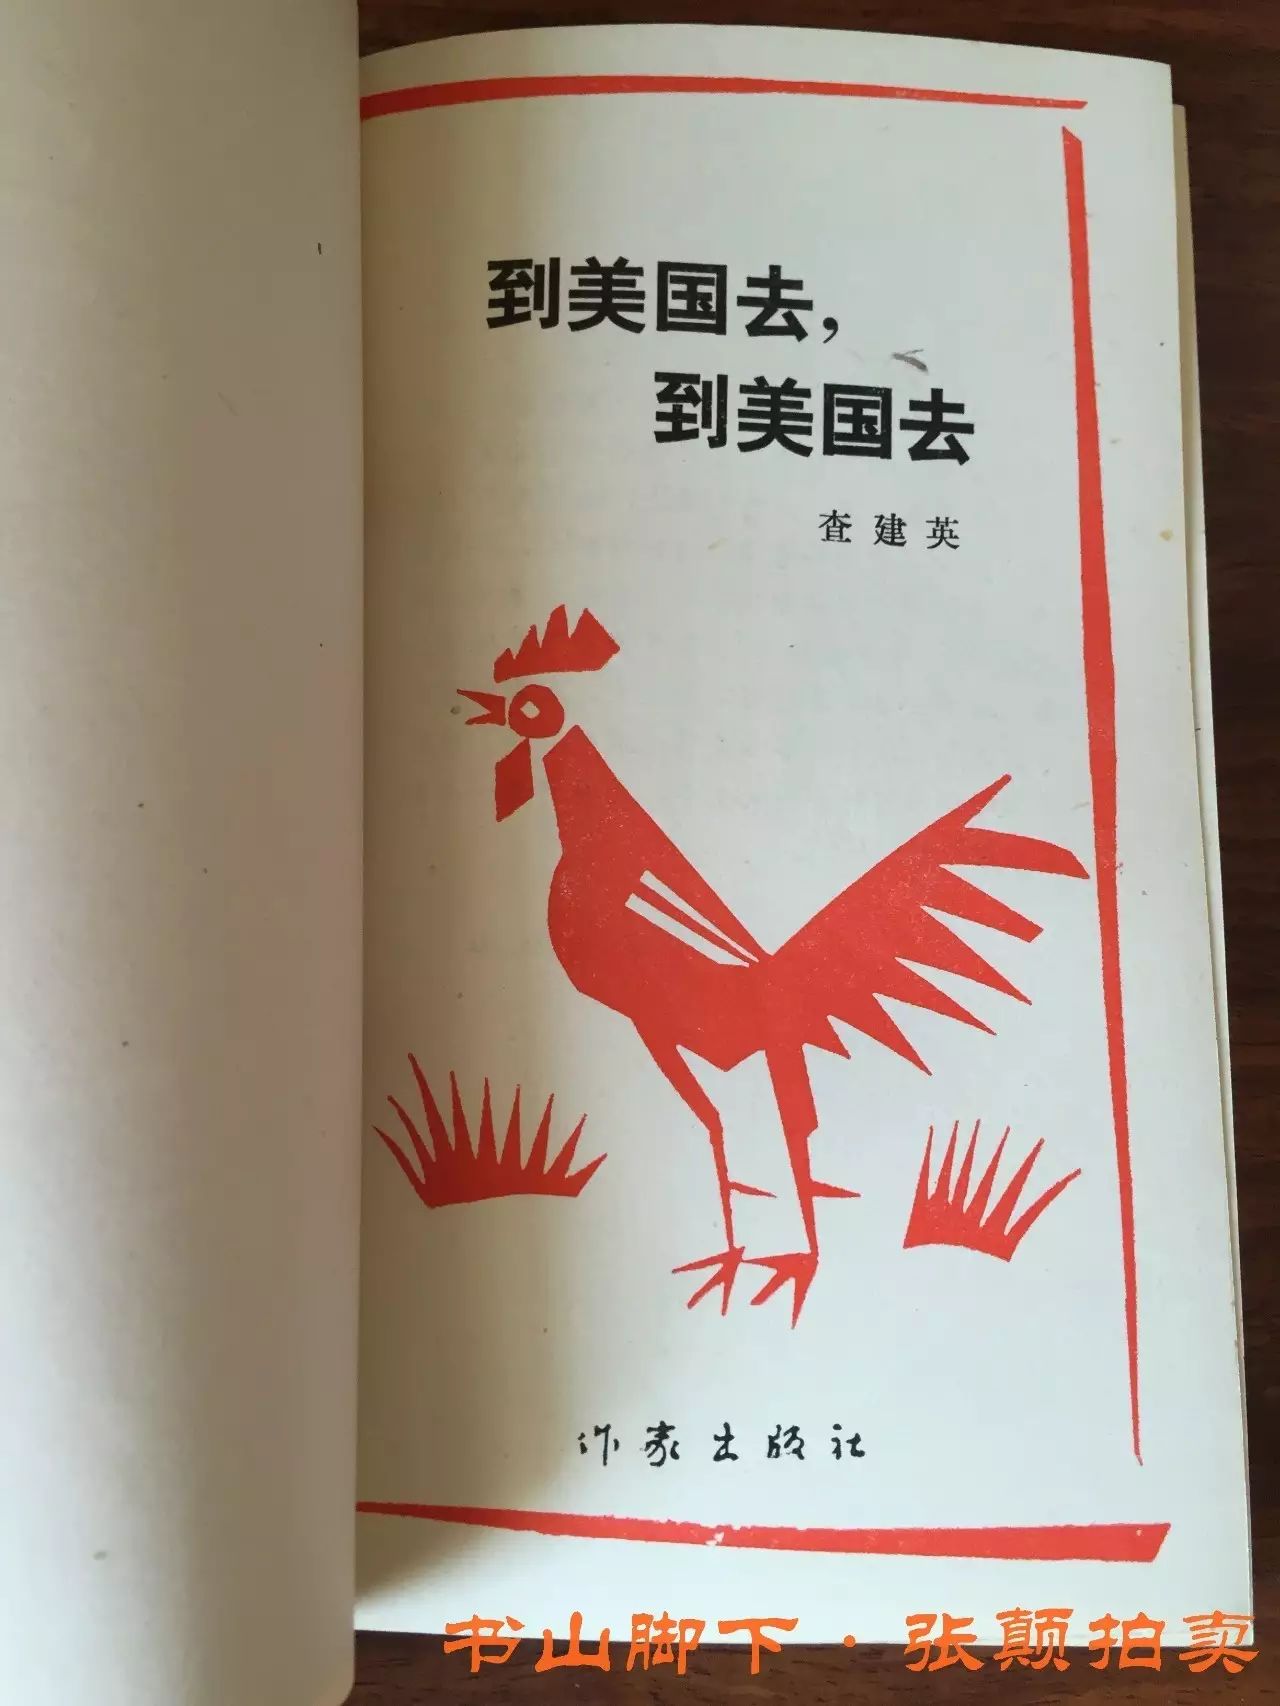 到美国去，
到美国去
查建英
作家出版社
书山脚下·张颠拍卖